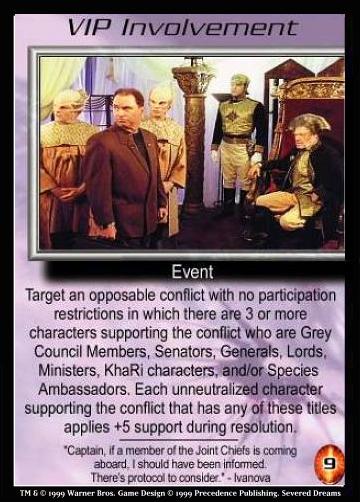 VIP Involvement
Event
Target an opposable conflict with no participation
restrictions in which there are 3 or more
characters supporting the conflict who are Grey
Council Members, Senators, Generals, Lords,
Ministers, KhaRi characters, and/or Species
Ambassadors. Each unneutralized character
supporting the conflict that has any of these titles
applies +5 support during resolution.
"Captain, if a member of the Joint Chiefs is coming
aboard, I should have been informed.
There's protocol to consider." - Ivanova
9
TM & © 1999 Warner Bros. Game Design © 1999 Precedence Publishing. Severed Dreams